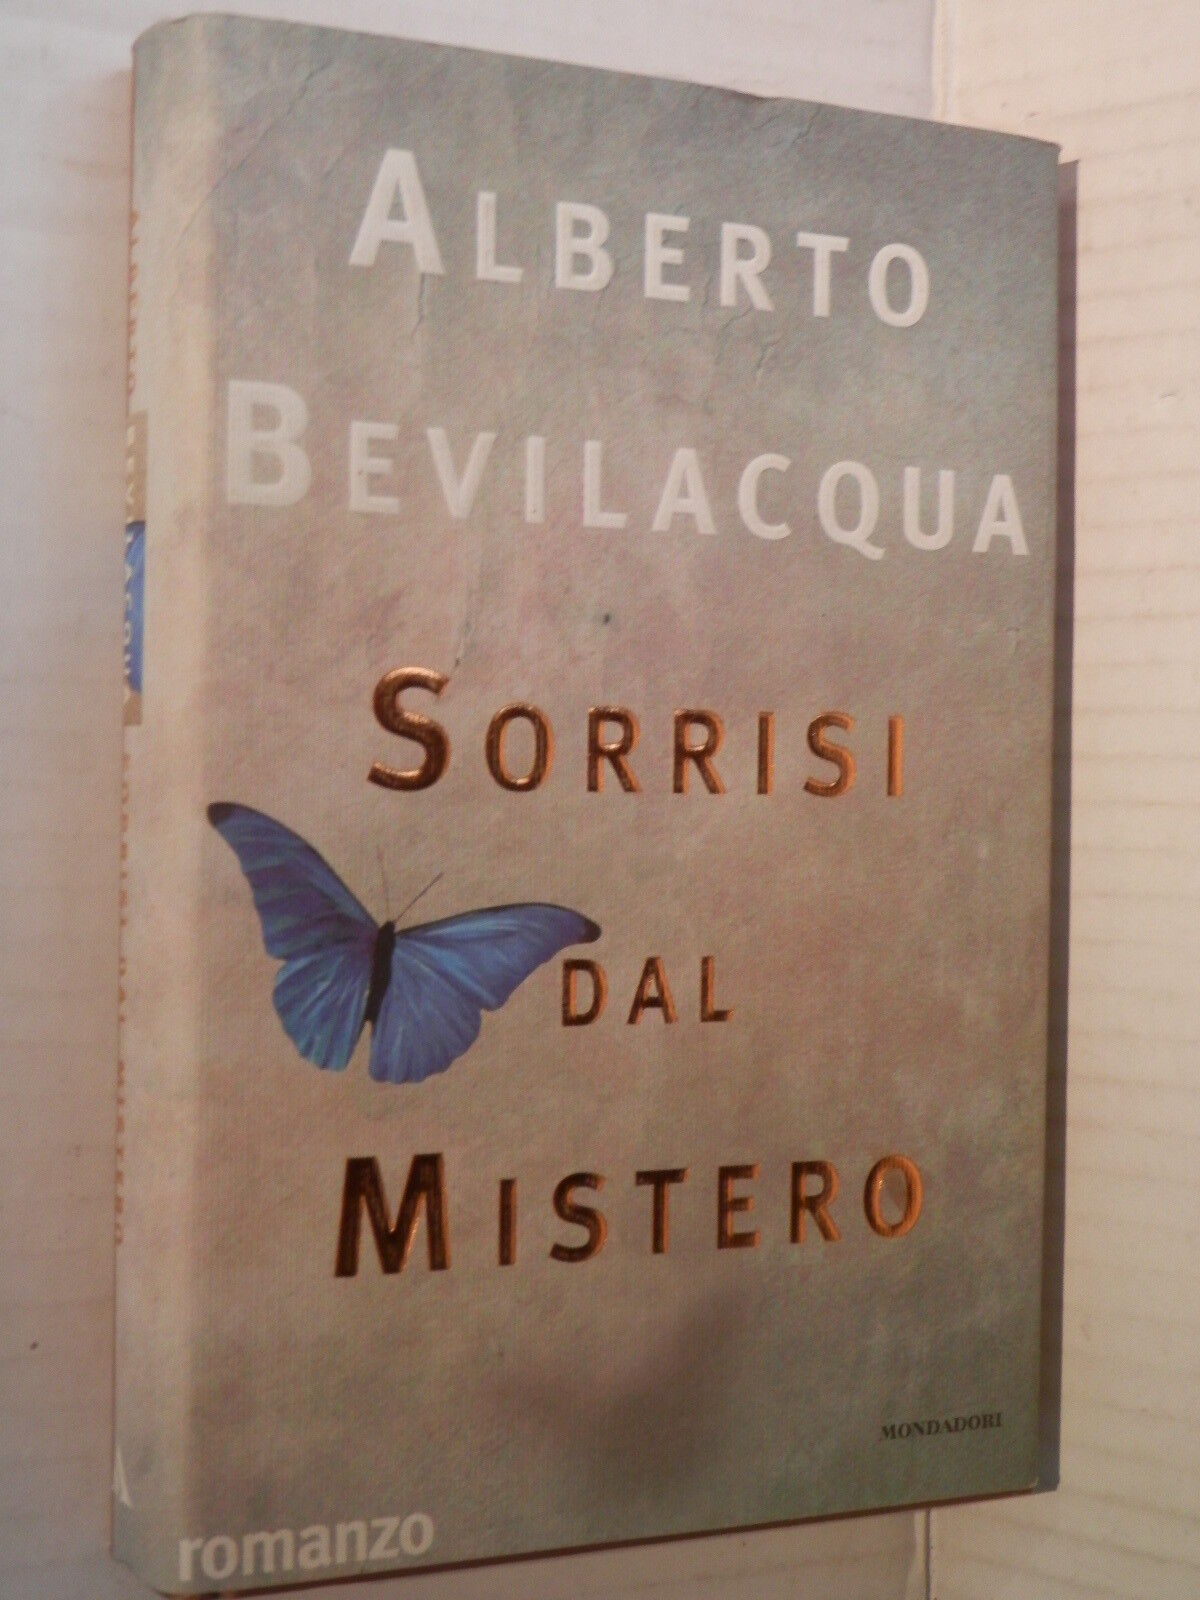 ALBERTO
BEVILACQUA
SORRISI
DAL
MISTERO
MONDADORI
romanzo